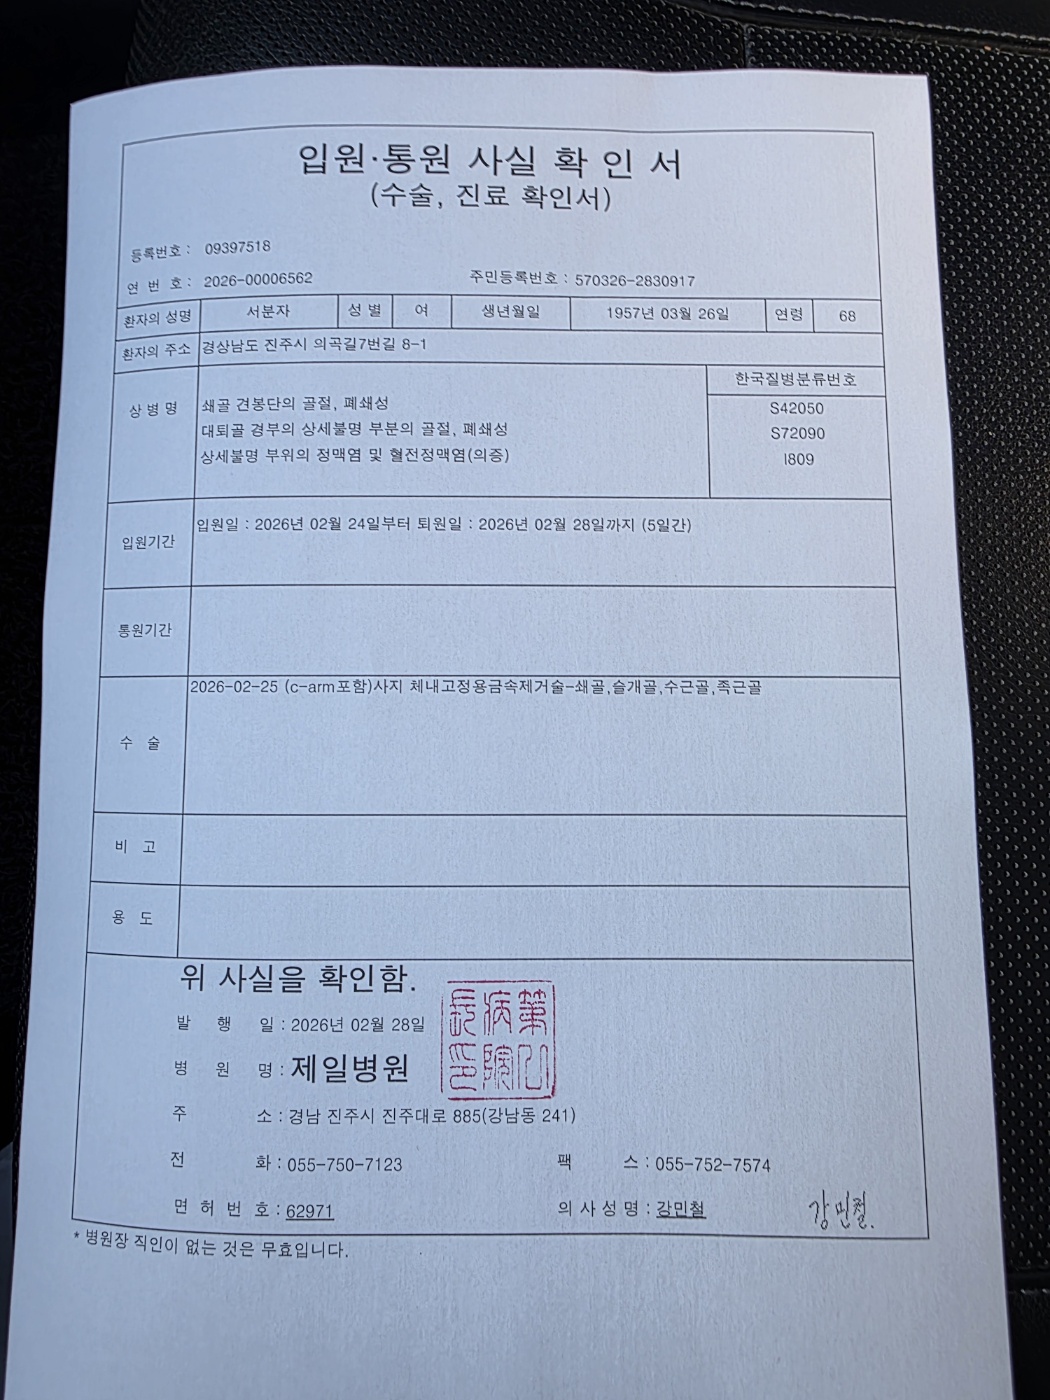 입원·통원 사실 확 인 서
(수술, 진료 확인서)
등록번호 : 09397518
연 번 호 : 2026-00006562 주민등록번호 : 570326-2830917
환자의 성명 서분자 성 별 여 생년월일 1957년 03월 26일 연령 68
환자의 주소 경상남도 진주시 의곡길7번길 8-1
한국질병분류번호
상 병 명 쇄골 견봉단의 골절, 폐쇄성 S42050
대퇴골 경부의 상세불명 부분의 골절, 폐쇄성 S72090
상세불명 부위의 정맥염 및 혈전정맥염(의증) I809
입원기간 입원일 : 2026년 02월 24일부터 퇴원일 : 2026년 02월 28일까지 (5일간)
통원기간
수 술 2026-02-25 (c-arm포함)사지 체내고정용금속제거술-쇄골,슬개골,수근골,족근골
비 고
용 도
위 사실을 확인함.
발 행 일 : 2026년 02월 28일
병 원 명 : 제일병원
第一病院長印
주 소 : 경남 진주시 진주대로 885(강남동 241)
전 화 : 055-750-7123 팩 스 : 055-752-7574
면 허 번 호 : 62971 의 사 성 명 : 강민철 강민철.
* 병원장 직인이 없는 것은 무효입니다.